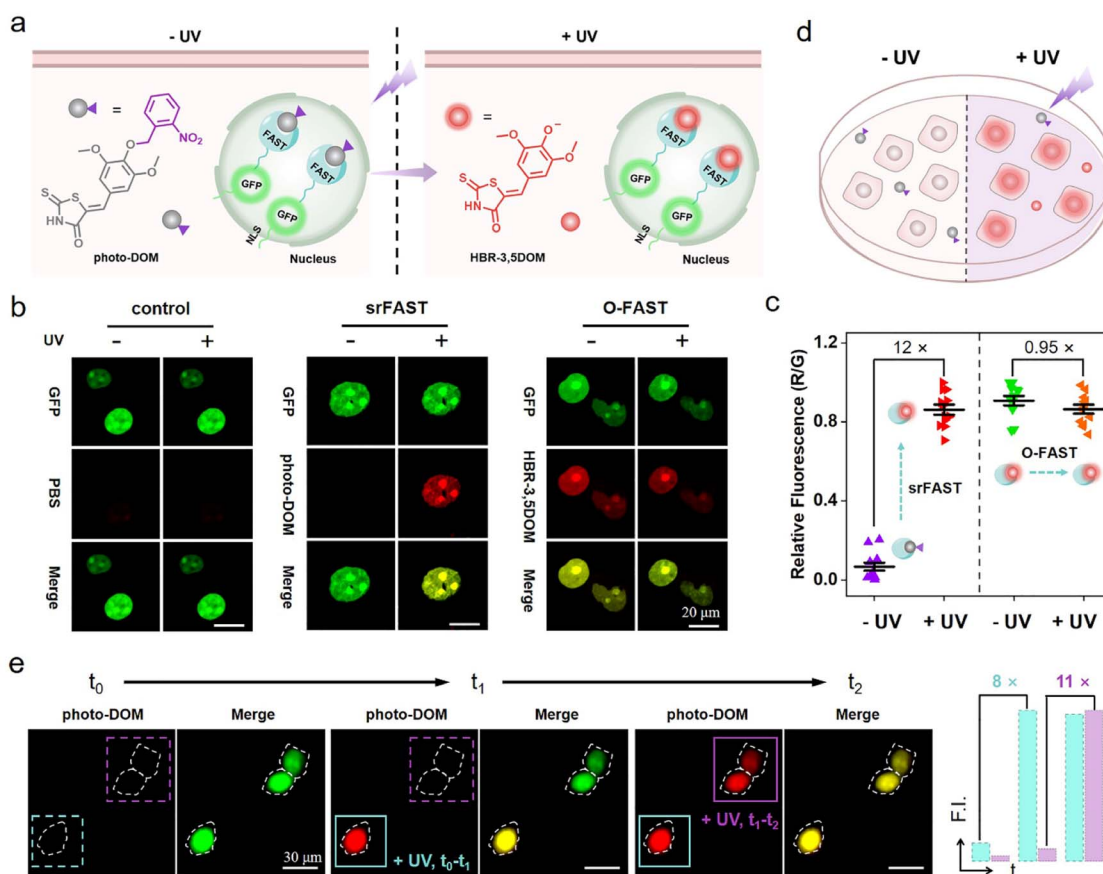 a
- UV
+ UV
=
NO₂
O
O
O
S
S
HN
O
photo-DOM
FAST
FAST
GFP
GFP
NLS
Nucleus
=
O
O⁻
O
S
S
HN
O
HBR-3,5DOM
FAST
FAST
GFP
GFP
NLS
Nucleus
d
- UV
+ UV
b
control
srFAST
O-FAST
UV
-
+
-
+
-
+
GFP
PBS
Merge
GFP
photo-DOM
Merge
GFP
HBR-3,5DOM
Merge
20 μm
c
Relative Fluorescence (R/G)
1.2
0.8
0.4
0.0
12 ×
0.95 ×
srFAST
O-FAST
- UV
+ UV
- UV
+ UV
e
t₀
t₁
t₂
photo-DOM
Merge
photo-DOM
Merge
photo-DOM
Merge
30 μm
+ UV, t₀-t₁
+ UV, t₁-t₂
8 ×
11 ×
F.I.
t